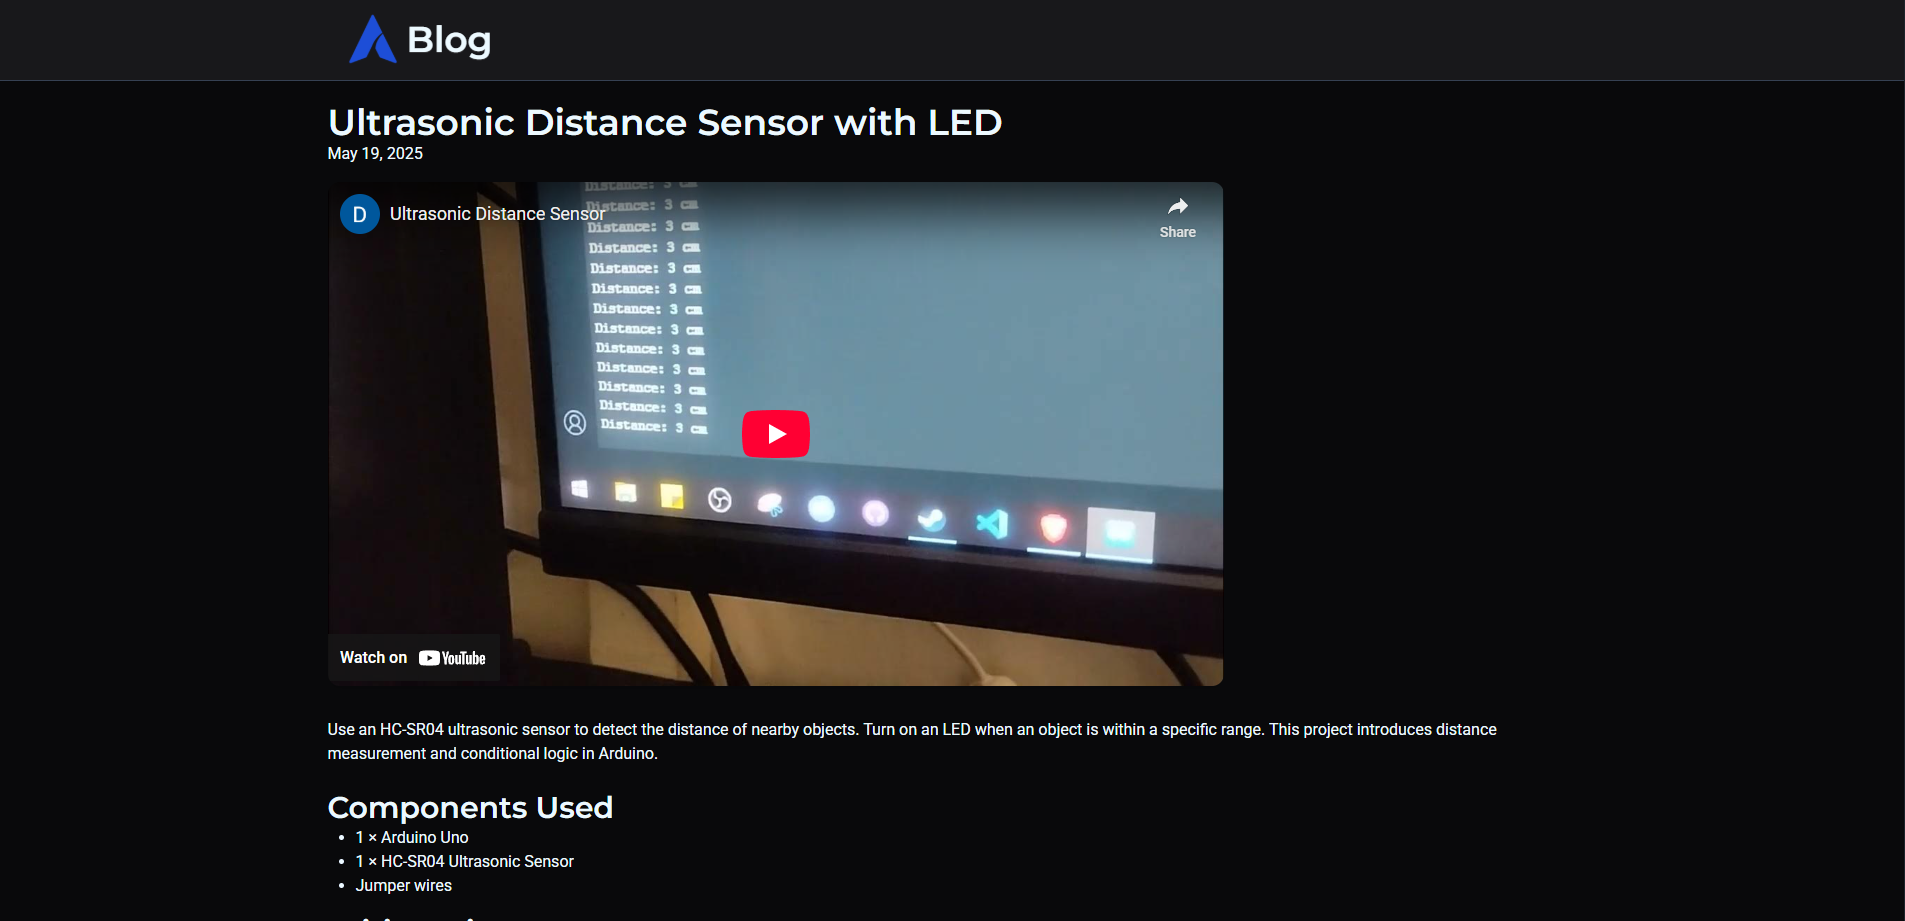 Blog
Ultrasonic Distance Sensor with LED
May 19, 2025
D Ultrasonic Distance Sensor
Share
Distance: 3 cm
Distance: 3 cm
Distance: 3 cm
Distance: 3 cm
Distance: 3 cm
Distance: 3 cm
Distance: 3 cm
Distance: 3 cm
Distance: 3 cm
Distance: 3 cm
Distance: 3 cm
Distance: 3 cm
Distance: 3 cm
Watch on YouTube
Use an HC-SR04 ultrasonic sensor to detect the distance of nearby objects. Turn on an LED when an object is within a specific range. This project introduces distance
measurement and conditional logic in Arduino.
Components Used
• 1 × Arduino Uno
• 1 × HC-SR04 Ultrasonic Sensor
• Jumper wires